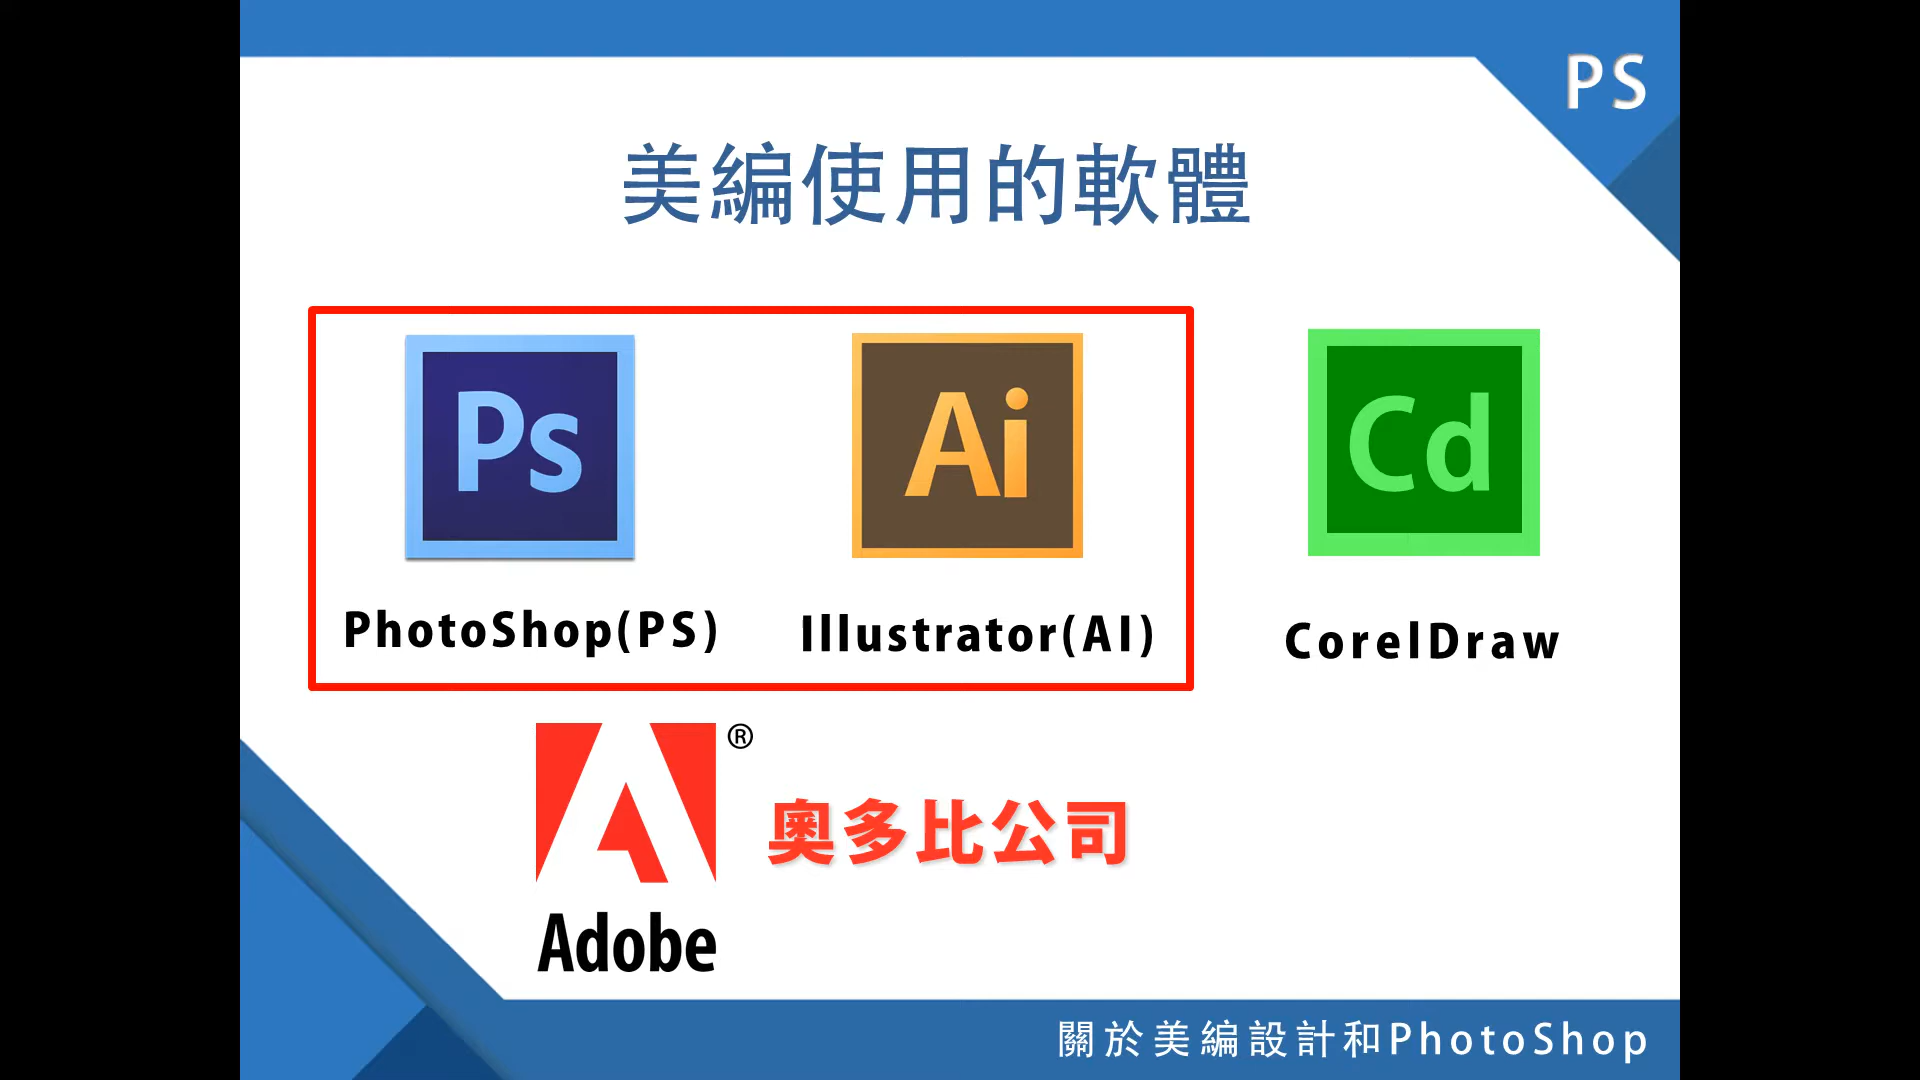 PS
美編使用的軟體
Ps
Ai
Cd
PhotoShop(PS)
Illustrator(AI)
CorelDraw
®
奧多比公司
Adobe
關於美編設計和PhotoShop